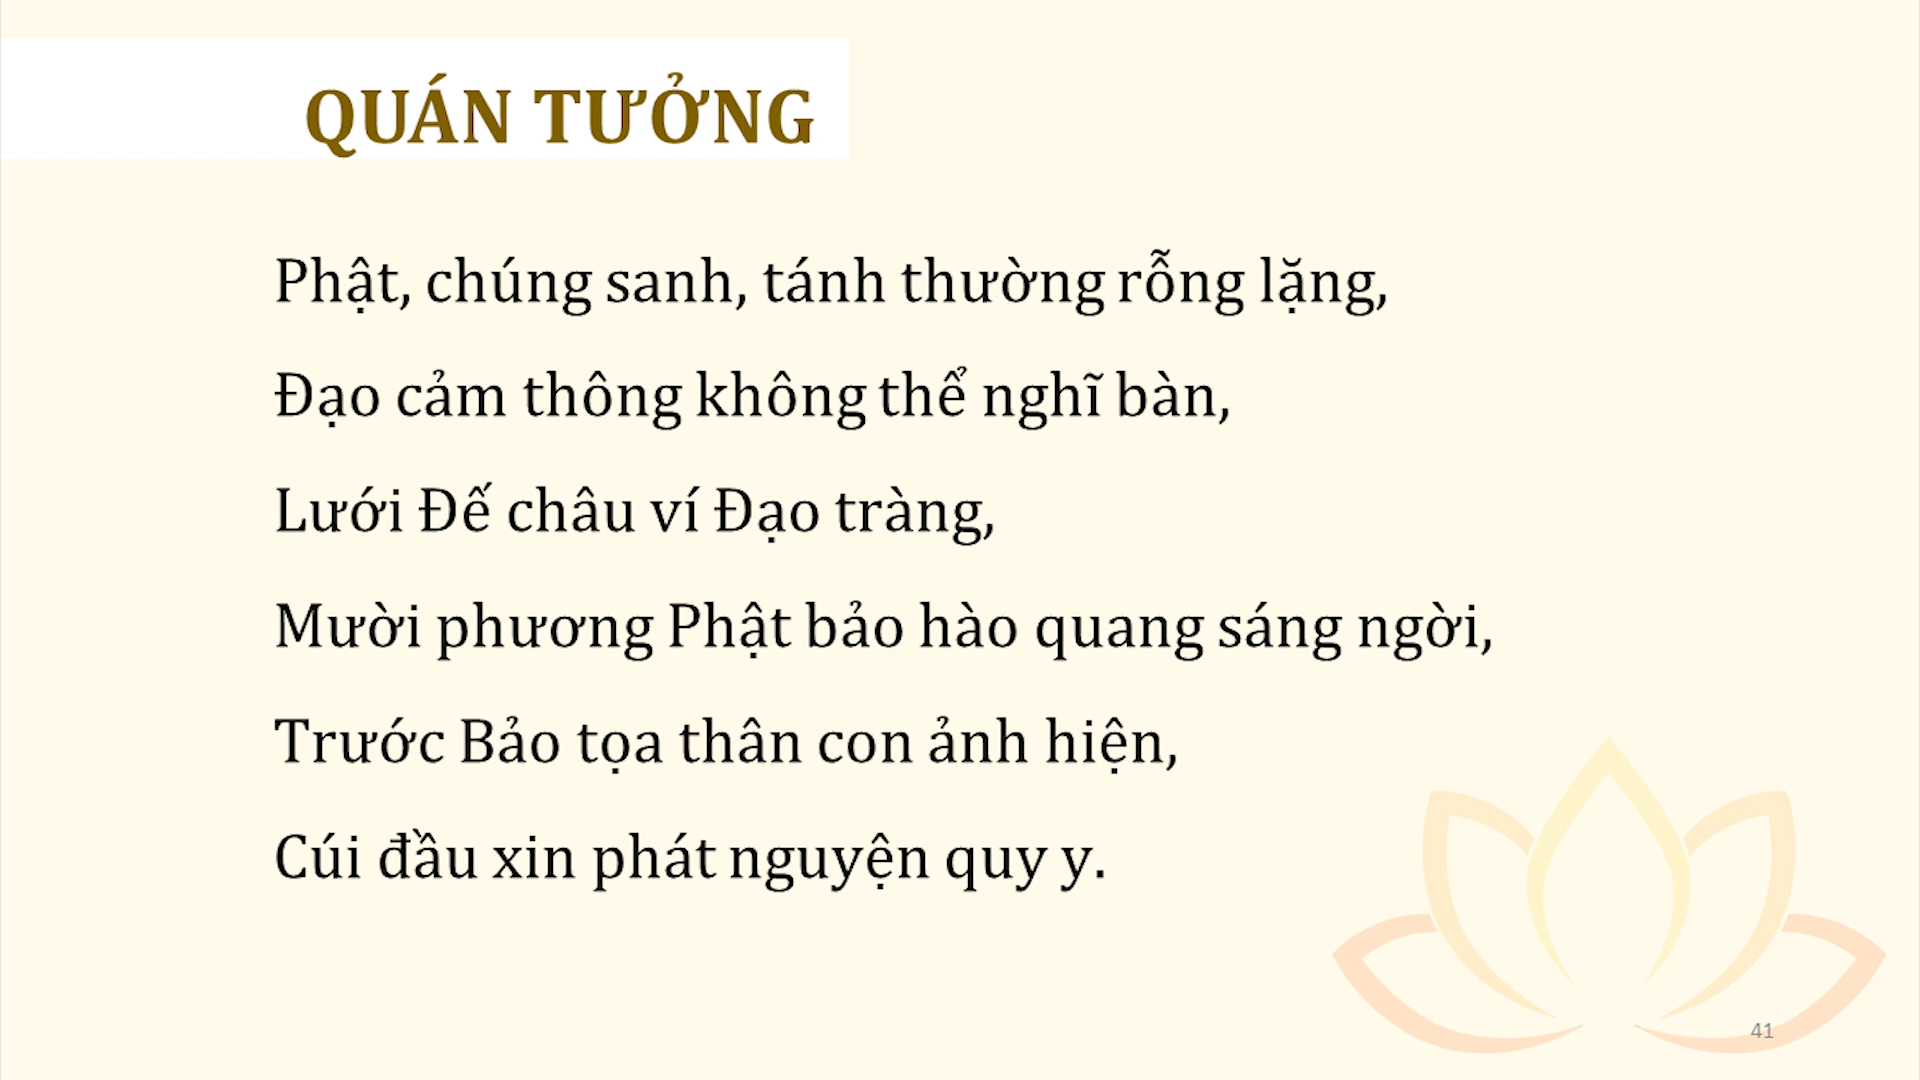 QUÁN TƯỞNG
Phật, chúng sanh, tánh thường rỗng lặng,
Đạo cảm thông không thể nghĩ bàn,
Lưới Đế châu ví Đạo tràng,
Mười phương Phật bảo hào quang sáng ngời,
Trước Bảo tọa thân con ảnh hiện,
Cúi đầu xin phát nguyện quy y.
41